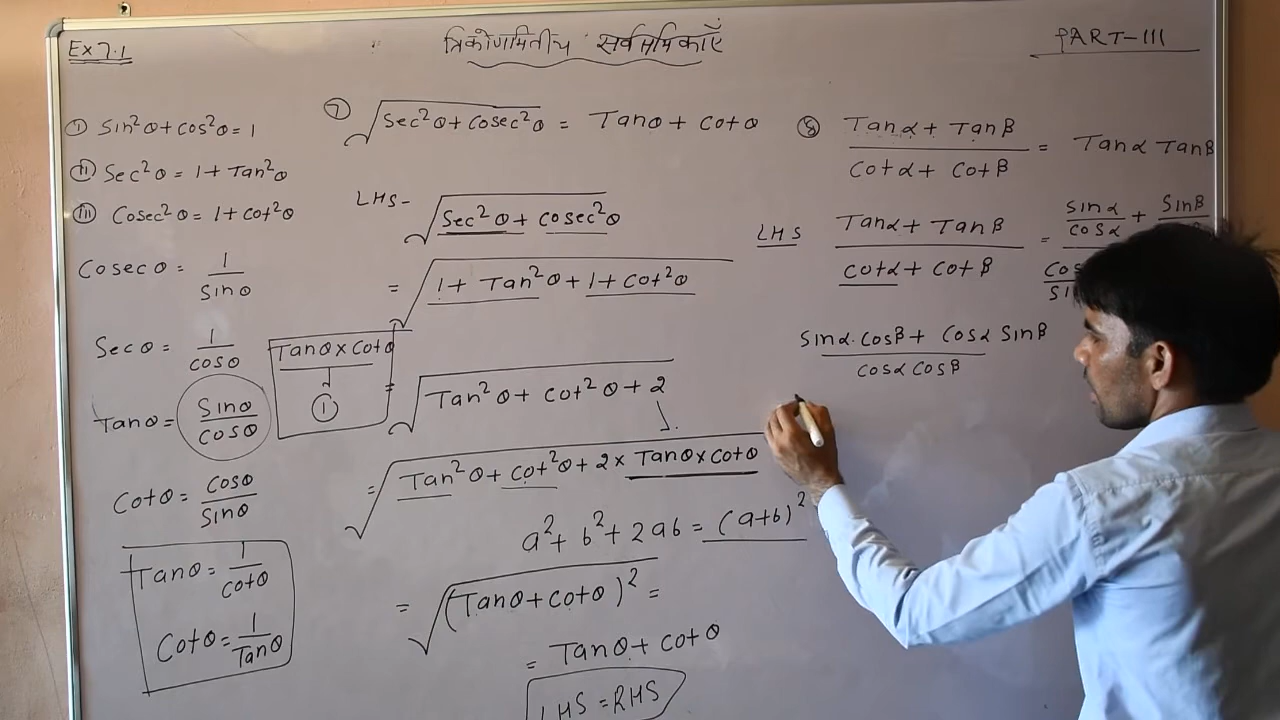 Ex 7.1
त्रिकोणमितीय सर्वसमिकाएँ
PART-III
① Sin²θ + cos²θ = 1
② Sec²θ = 1 + Tan²θ
③ Cosec²θ = 1 + cot²θ
Cosecθ = 1/Sinθ
Secθ = 1/cosθ
Tanθ = Sinθ/cosθ
Cotθ = Cosθ/Sinθ
Tanθ = 1/cotθ
Cotθ = 1/Tanθ
Tanθ × Cotθ
①
⑦ √(Sec²θ + Cosec²θ) = Tanθ + Cotθ
LHS - √(Sec²θ + cosec²θ)
= √(1 + Tan²θ + 1 + Cot²θ)
= √(Tan²θ + Cot²θ + 2)
= √(Tan²θ + Cot²θ + 2 × Tanθ × Cotθ)
a² + b² + 2ab = (a+b)²
= √(Tanθ + Cotθ)² =
= Tanθ + Cotθ
LHS = RHS
⑧ (Tanα + Tanβ)/(Cotα + Cotβ) = Tanα Tanβ
LHS (Tanα + Tanβ)/(cotα + cotβ) = (Sinα/cosα + Sinβ
Sinα.Cosβ + Cosα Sinβ
Cosα Cosβ